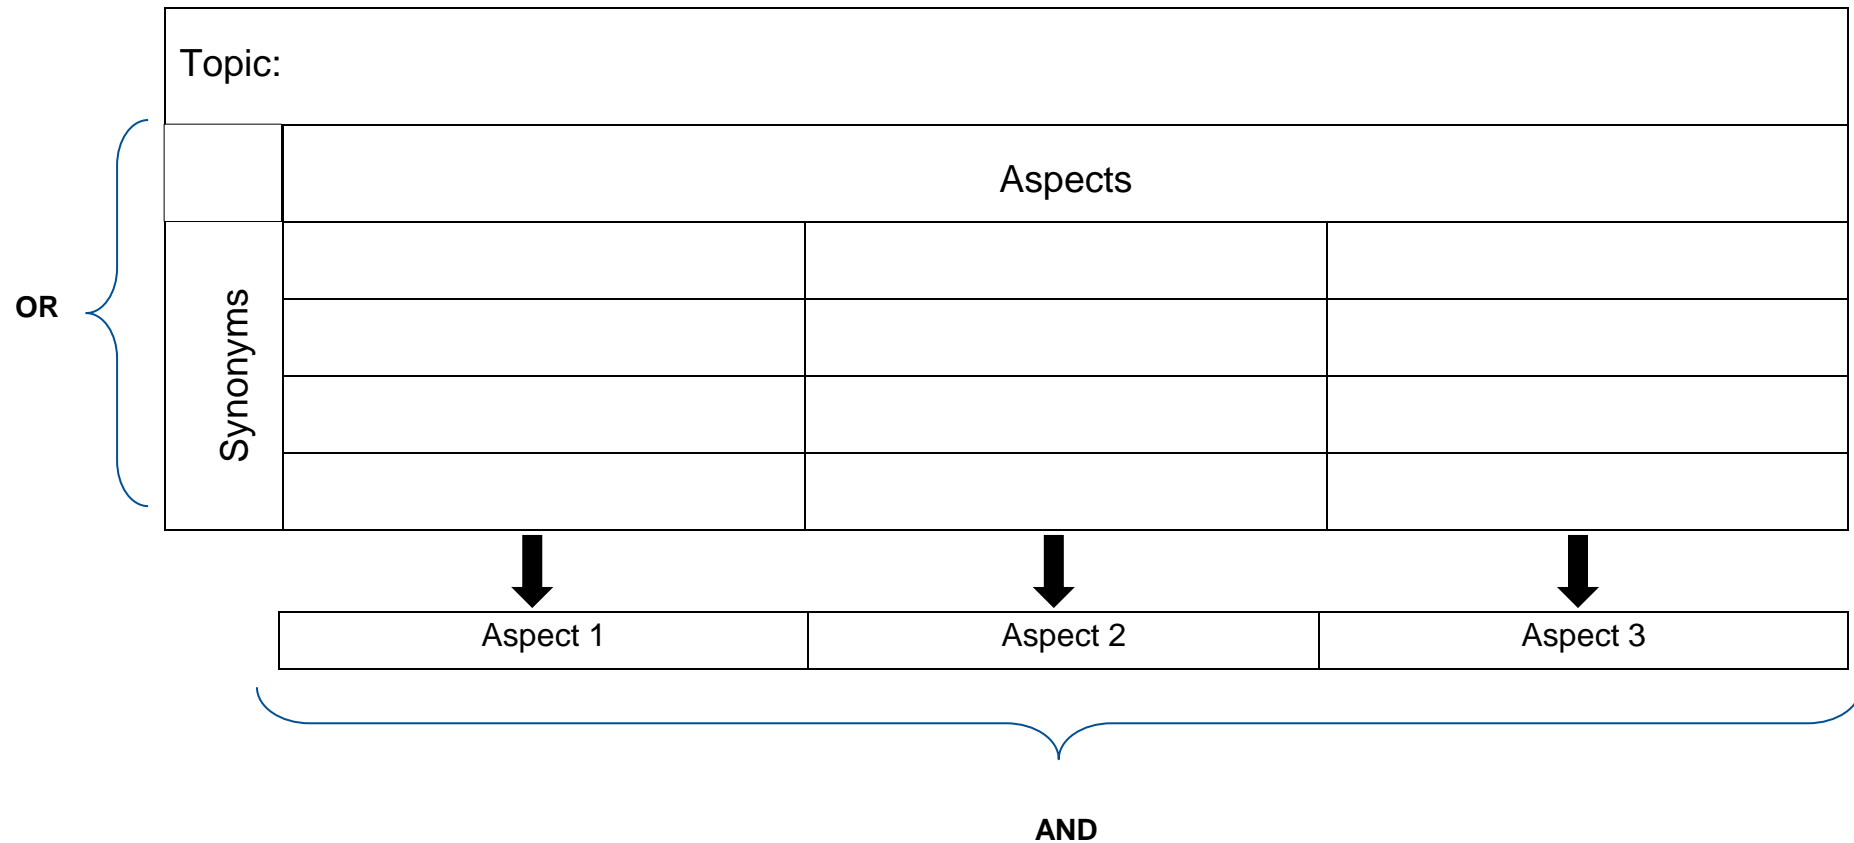 Topic:
Aspects
OR
Synonyms
Aspect 1
Aspect 2
Aspect 3
AND